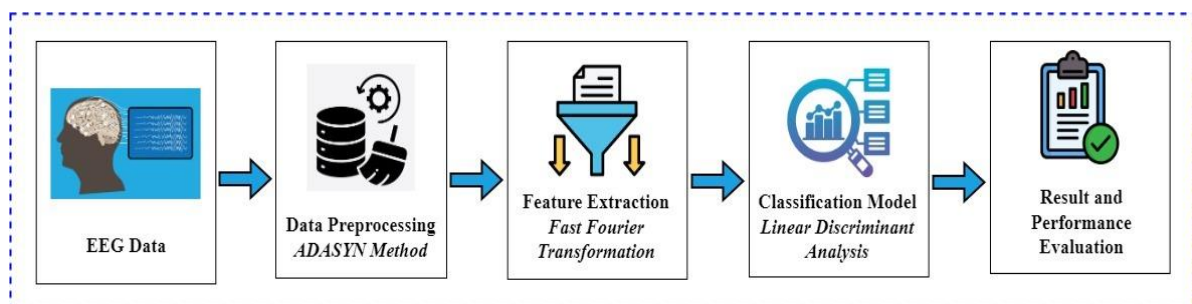 EEG Data
Data Preprocessing
ADASYN Method
Feature Extraction
Fast Fourier
Transformation
Classification Model
Linear Discriminant
Analysis
Result and
Performance
Evaluation